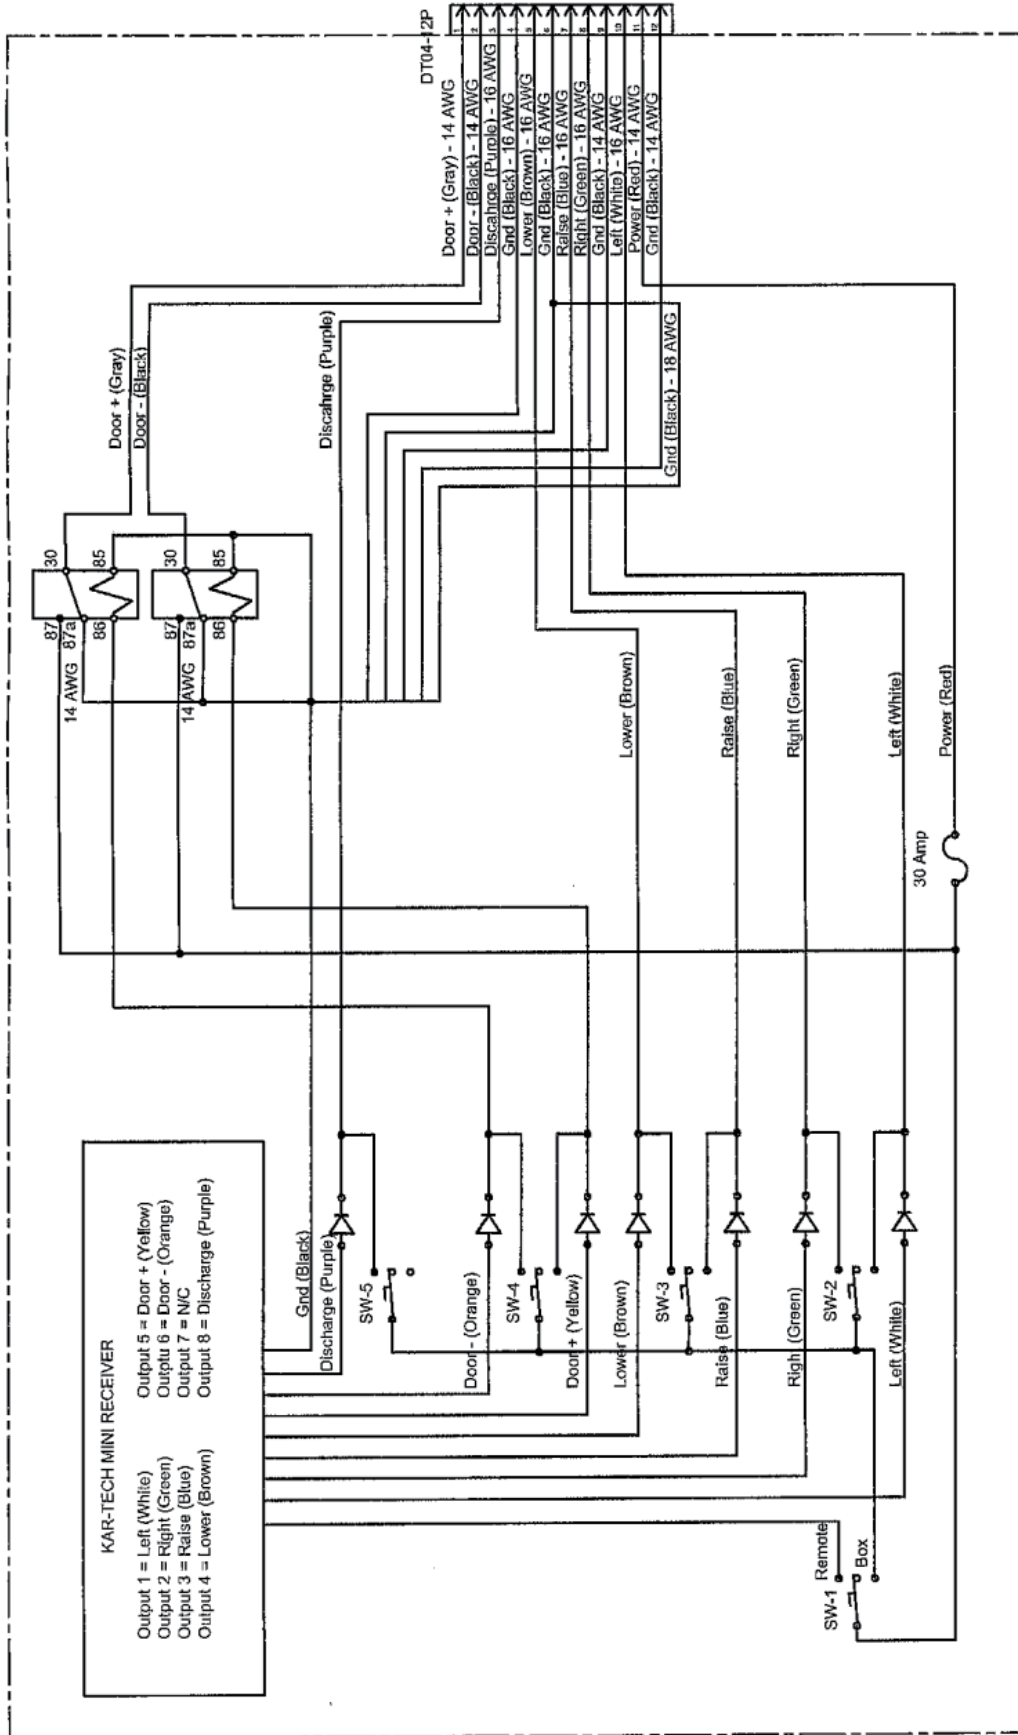 DT04-12P
1
2
3
4
5
6
7
8
9
10
11
12
Door + (Gray) - 14 AWG
Door - (Black) - 14 AWG
Discahrge (Purple) - 16 AWG
Gnd (Black) - 16 AWG
Lower (Brown) - 16 AWG
Gnd (Black) - 16 AWG
Raise (Blue) - 16 AWG
Right (Green) - 16 AWG
Gnd (Black) - 14 AWG
Left (White) - 16 AWG
Power (Red) - 14 AWG
Gnd (Black) - 14 AWG
Door + (Gray)
Door - (Black)
Discahrge (Purple)
Gnd (Black) - 18 AWG
30
85
87
87a
86
14 AWG
30
85
87
87a
86
14 AWG
Lower (Brown)
Raise (Blue)
Right (Green)
Left (White)
Power (Red)
30 Amp
KAR-TECH MINI RECEIVER
Output 1 = Left (White)
Output 2 = Right (Green)
Output 3 = Raise (Blue)
Output 4 = Lower (Brown)
Output 5 = Door + (Yellow)
Optptu 6 = Door - (Orange)
Output 7 = N/C
Output 8 = Discharge (Purple)
Gnd (Black)
Discharge (Purple)
SW-5
Door - (Orange)
SW-4
Door + (Yellow)
Lower (Brown)
SW-3
Raise (Blue)
Right (Green)
SW-2
Left (White)
Remote
SW-1
Box